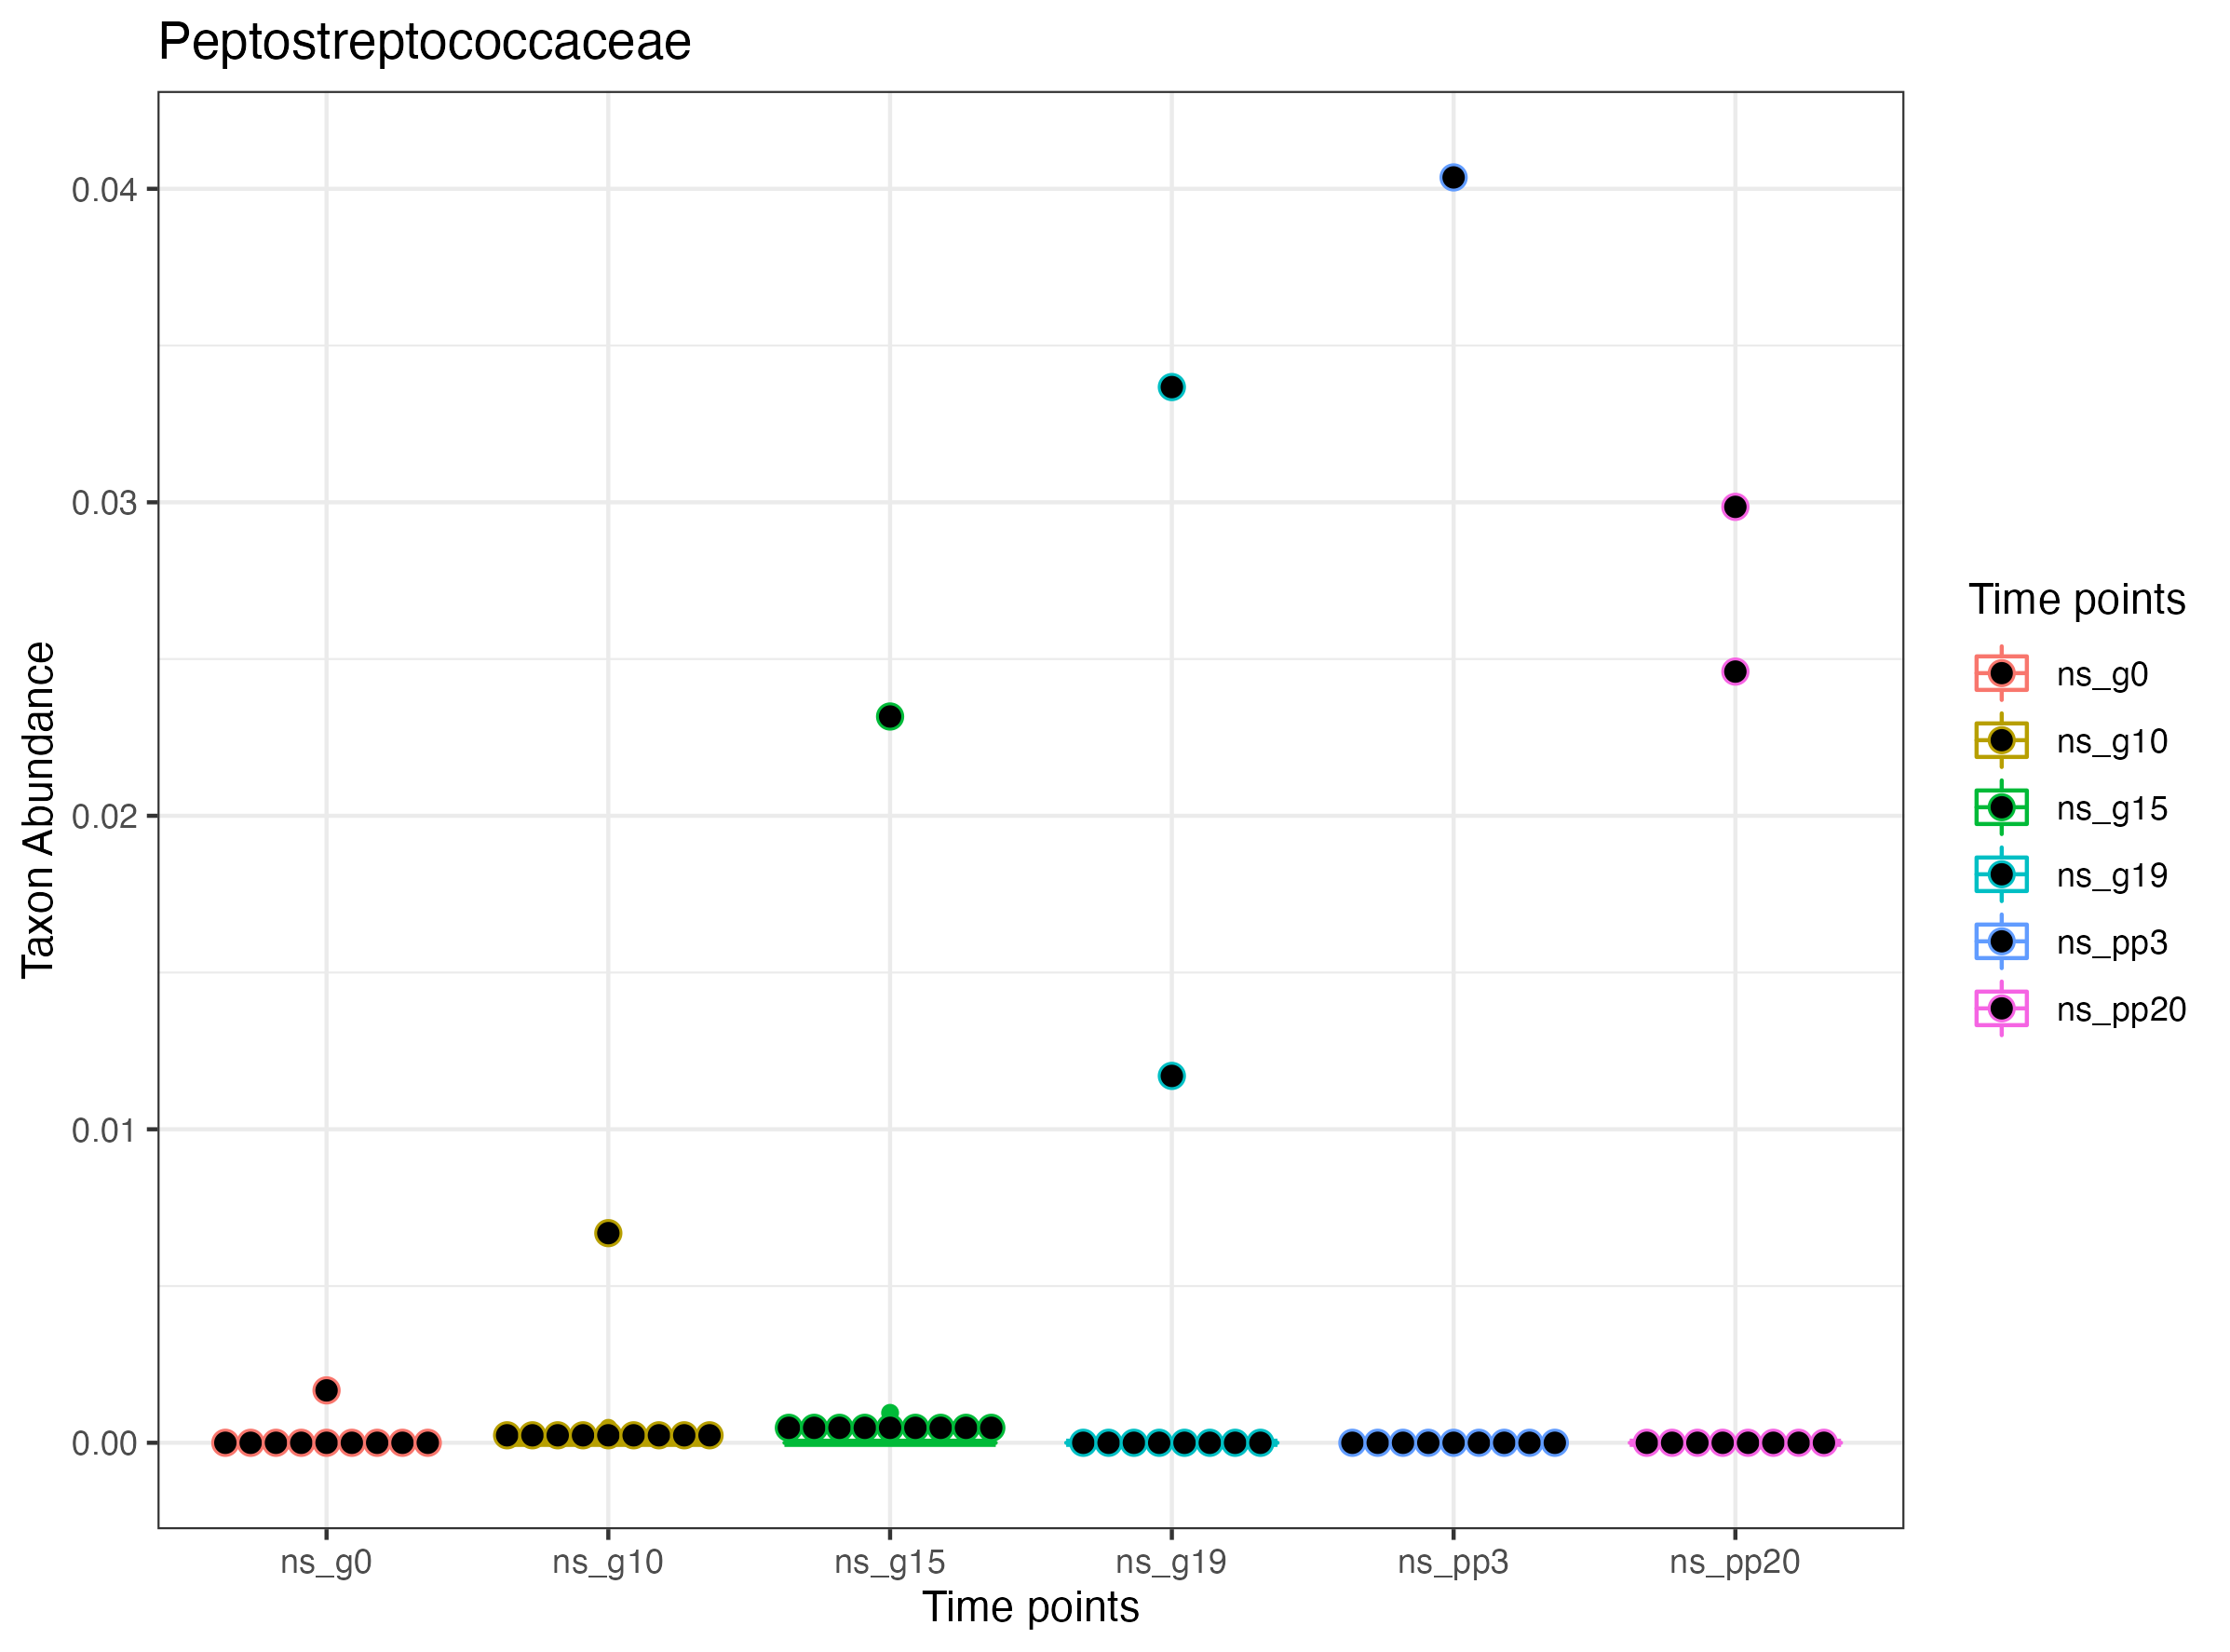 Peptostreptococcaceae
0.04
0.03
0.02
0.01
0.00
Taxon Abundance
ns_g0
ns_g10
ns_g15
ns_g19
ns_pp3
ns_pp20
Time points
Time points
ns_g0
ns_g10
ns_g15
ns_g19
ns_pp3
ns_pp20